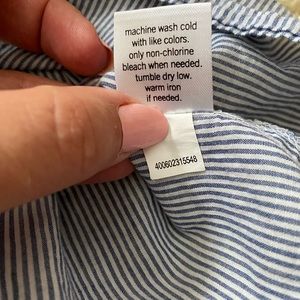 machine wash cold
with like colors.
only non-chlorine
bleach when needed.
tumble dry low.
warm iron
if needed.
400602315548